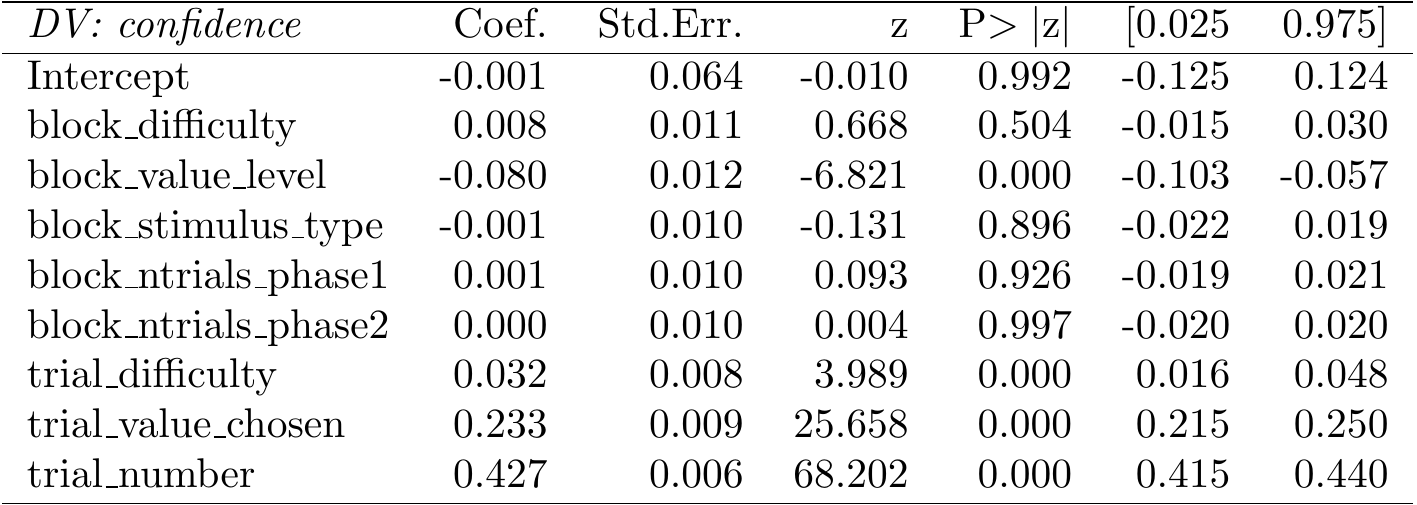 DV: confidence Coef. Std.Err. z P> |z| [0.025 0.975]
Intercept -0.001 0.064 -0.010 0.992 -0.125 0.124
block_difficulty 0.008 0.011 0.668 0.504 -0.015 0.030
block_value_level -0.080 0.012 -6.821 0.000 -0.103 -0.057
block_stimulus_type -0.001 0.010 -0.131 0.896 -0.022 0.019
block_ntrials_phase1 0.001 0.010 0.093 0.926 -0.019 0.021
block_ntrials_phase2 0.000 0.010 0.004 0.997 -0.020 0.020
trial_difficulty 0.032 0.008 3.989 0.000 0.016 0.048
trial_value_chosen 0.233 0.009 25.658 0.000 0.215 0.250
trial_number 0.427 0.006 68.202 0.000 0.415 0.440